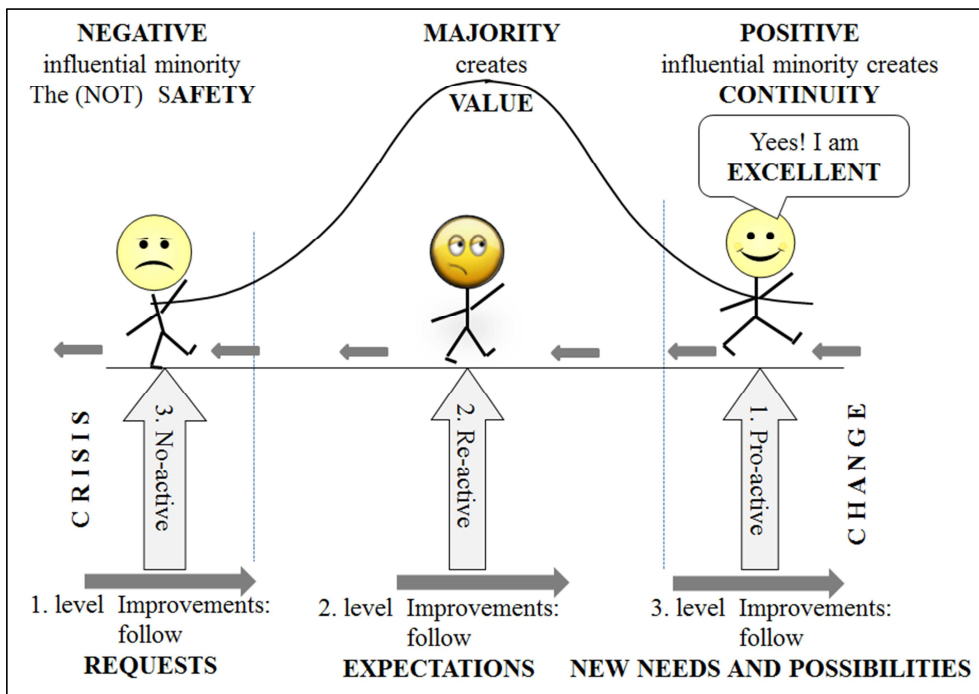 NEGATIVE
influential minority
The (NOT) SAFETY
MAJORITY
creates
VALUE
POSITIVE
influential minority creates
CONTINUITY
Yees! I am
EXCELLENT
CRISIS
3. No-active
2. Re-active
1. Pro-active
CHANGE
1. level Improvements:
follow
REQUESTS
2. level Improvements:
follow
EXPECTATIONS
3. level Improvements:
follow
NEW NEEDS AND POSSIBILITIES